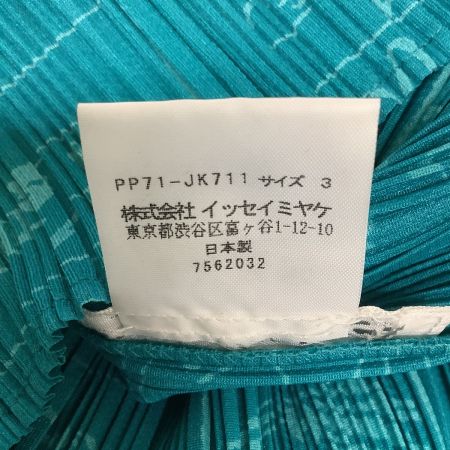 PP71-JK711 サイズ 3
株式会社 イッセイミヤケ
東京都渋谷区富ヶ谷1-12-10
日本製
7562032